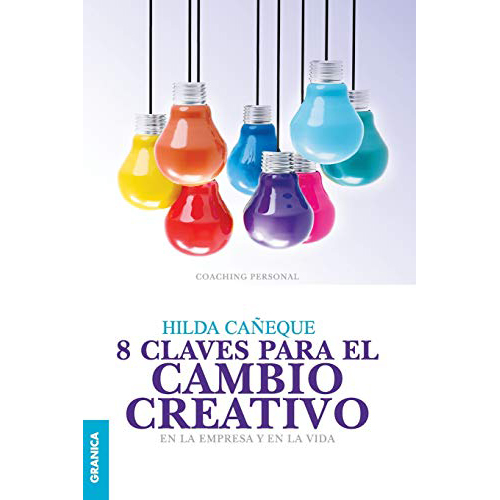 COACHING PERSONAL
HILDA CAÑEQUE
8 CLAVES PARA EL
CAMBIO
CREATIVO
EN LA EMPRESA Y EN LA VIDA
GRANICA